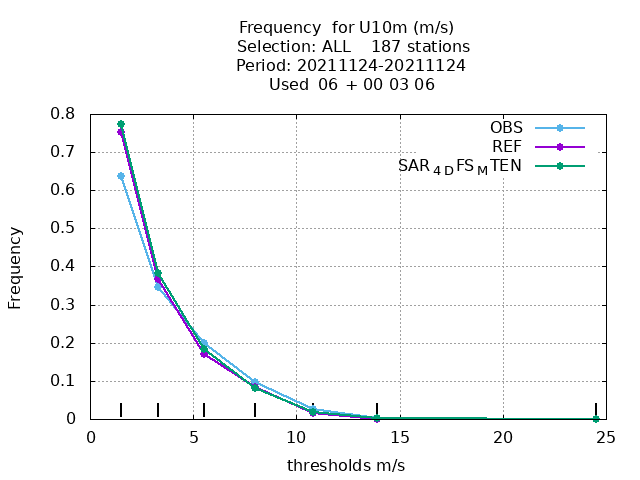 Frequency  for U10m (m/s)
Selection: ALL    187 stations
Period: 20211124-20211124
Used  06 + 00 03 06
OBS
REF
SAR4DFSMTEN
0.8
0.7
0.6
0.5
0.4
0.3
0.2
0.1
0
Frequency
0 5 10 15 20 25
thresholds m/s